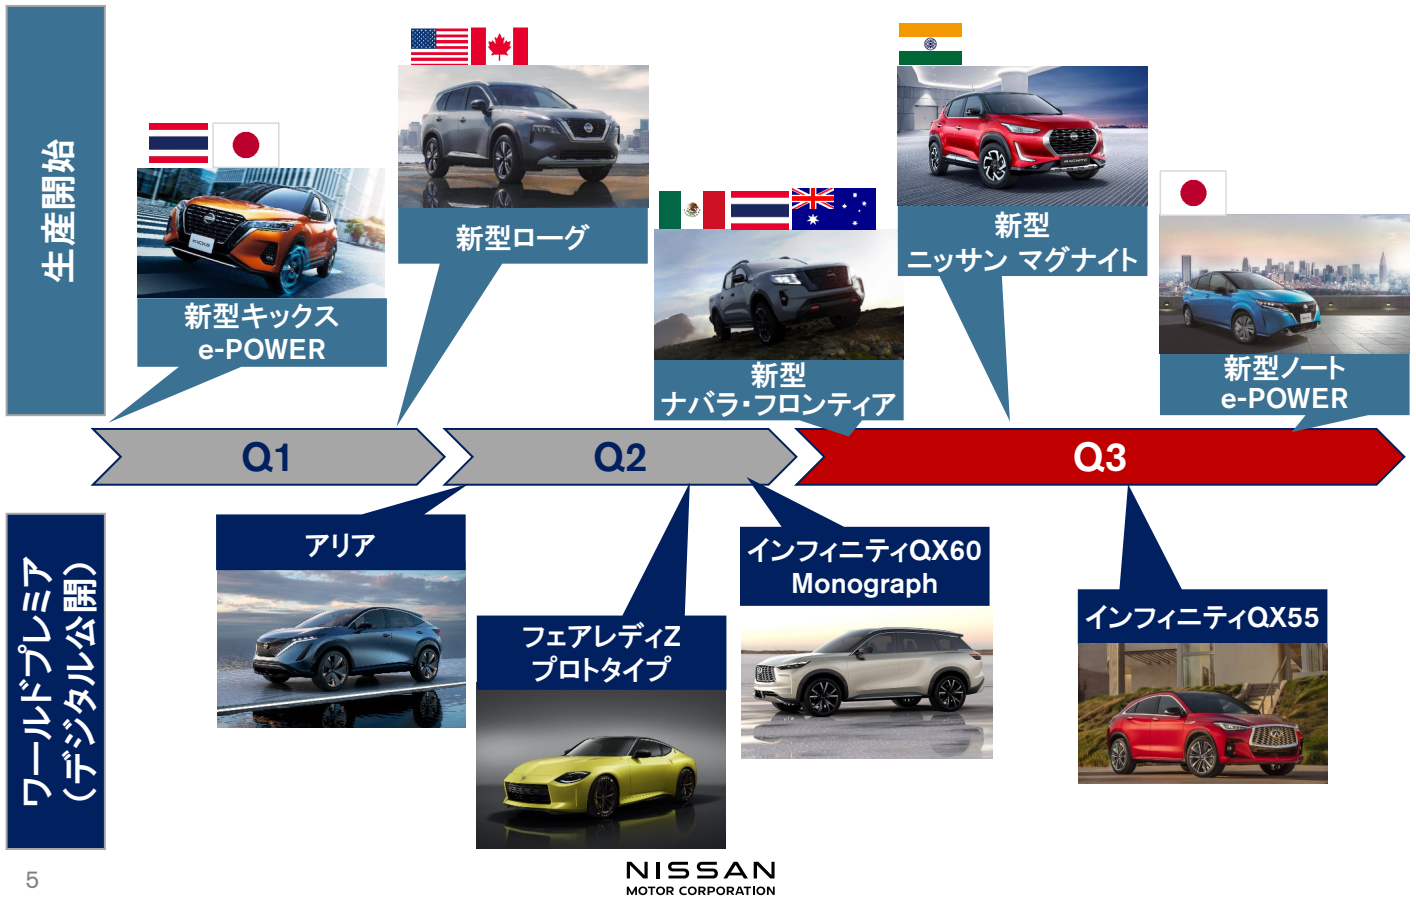 生産開始
新型キックス
e-POWER
新型ローグ
新型
ナバラ・フロンティア
新型
ニッサン マグナイト
新型ノート
e-POWER
Q1
Q2
Q3
ワールドプレミア
(デジタル公開)
アリア
フェアレディZ
プロトタイプ
インフィニティQX60
Monograph
インフィニティQX55
5
NISSAN
MOTOR CORPORATION